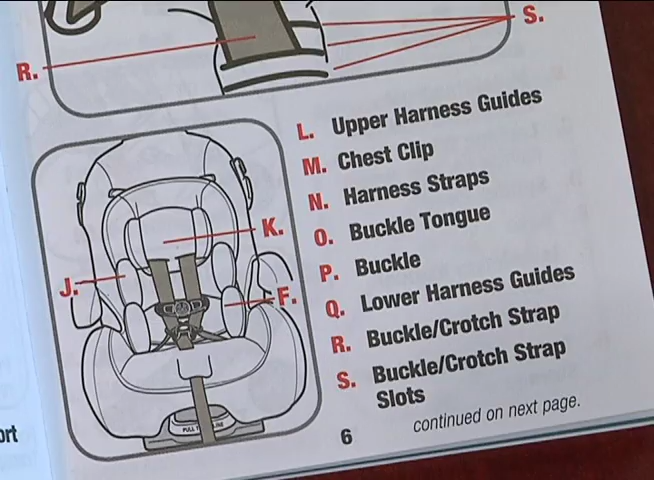 S.
R.
L. Upper Harness Guides
M. Chest Clip
N. Harness Straps
K.
O. Buckle Tongue
J.
P. Buckle
F.
Q. Lower Harness Guides
R. Buckle/Crotch Strap
S. Buckle/Crotch Strap
Slots
continued on next page.
6
ort
PULL